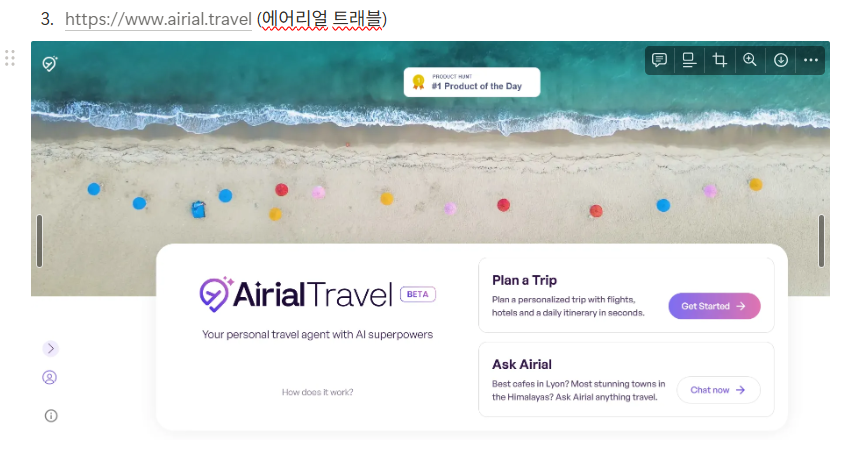 3. https://www.airial.travel (에어리얼 트래블)
PRODUCT HUNT
#1 Product of the Day
AirialTravel BETA
Your personal travel agent with AI superpowers
How does it work?
Plan a Trip
Plan a personalized trip with flights,
hotels and a daily itinerary in seconds.
Get Started →
Ask Airial
Best cafes in Lyon? Most stunning towns in
the Himalayas? Ask Airial anything travel.
Chat now →